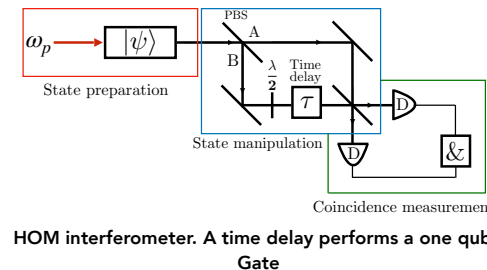 PBS
ω_p
|ψ⟩
A
B
λ
2
Time
delay
τ
D
D
&
State preparation
State manipulation
Coincidence measuremen
HOM interferometer. A time delay performs a one qub
Gate